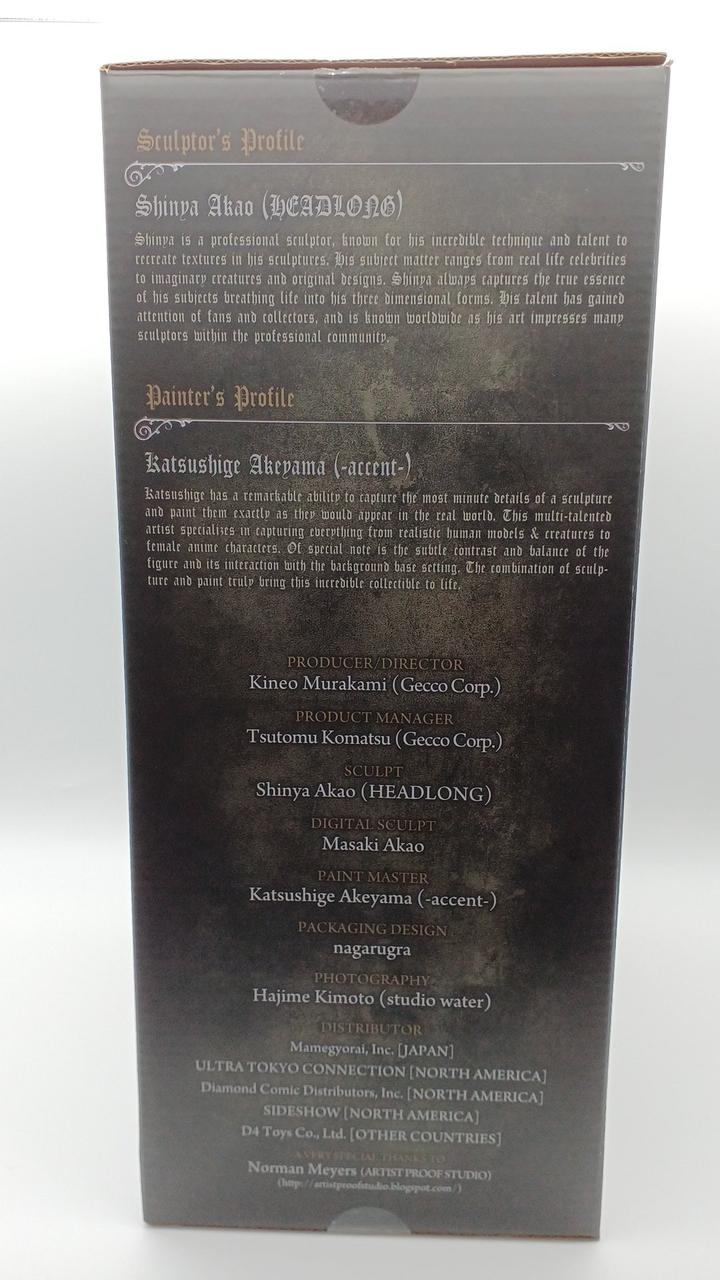 Sculptor's Profile
Shinya Akao (HEADLONG)
Shinya is a professional sculptor, known for his incredible technique and talent to
recreate textures in his sculptures. His subject matter ranges from real life celebrities
to imaginary creatures and original designs. Shinya always captures the true essence
of his subjects breathing life into his three dimensional forms. His talent has gained
attention of fans and collectors, and is known worldwide as his art impresses many
sculptors within the professional community.
Painter's Profile
Katsushige Akeyama (-accent-)
Katsushige has a remarkable ability to capture the most minute details of a sculpture
and paint them exactly as they would appear in the real world. This multi-talented
artist specializes in capturing everything from realistic human models & creatures to
female anime characters. Of special note is the subtle contrast and balance of the
figure and its interaction with the background base setting. The combination of sculp-
ture and paint truly bring this incredible collectible to life.
PRODUCER/DIRECTOR
Kineo Murakami (Gecco Corp.)
PRODUCT MANAGER
Tsutomu Komatsu (Gecco Corp.)
SCULPT
Shinya Akao (HEADLONG)
DIGITAL SCULPT
Masaki Akao
PAINT MASTER
Katsushige Akeyama (-accent-)
PACKAGING DESIGN
nagarugra
PHOTOGRAPHY
Hajime Kimoto (studio water)
DISTRIBUTOR
Mamegyorai, Inc. [JAPAN]
ULTRA TOKYO CONNECTION [NORTH AMERICA]
Diamond Comic Distributors, Inc. [NORTH AMERICA]
SIDESHOW [NORTH AMERICA]
D4 Toys Co., Ltd. [OTHER COUNTRIES]
A VERY SPECIAL THANKS TO
Norman Meyers (ARTIST PROOF STUDIO)
(http://artistproofstudio.blogspot.com/)